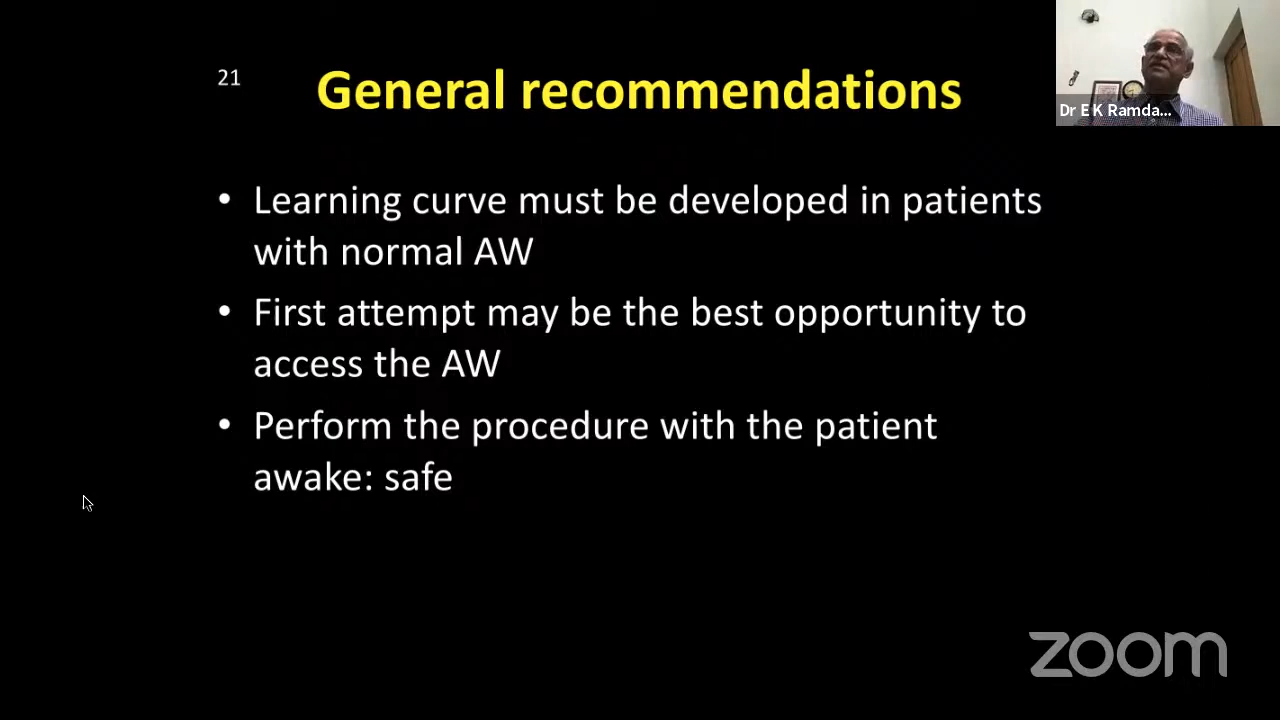 21
General recommendations
Dr E K Ramda...
• Learning curve must be developed in patients
with normal AW
• First attempt may be the best opportunity to
access the AW
• Perform the procedure with the patient
awake: safe
zoom